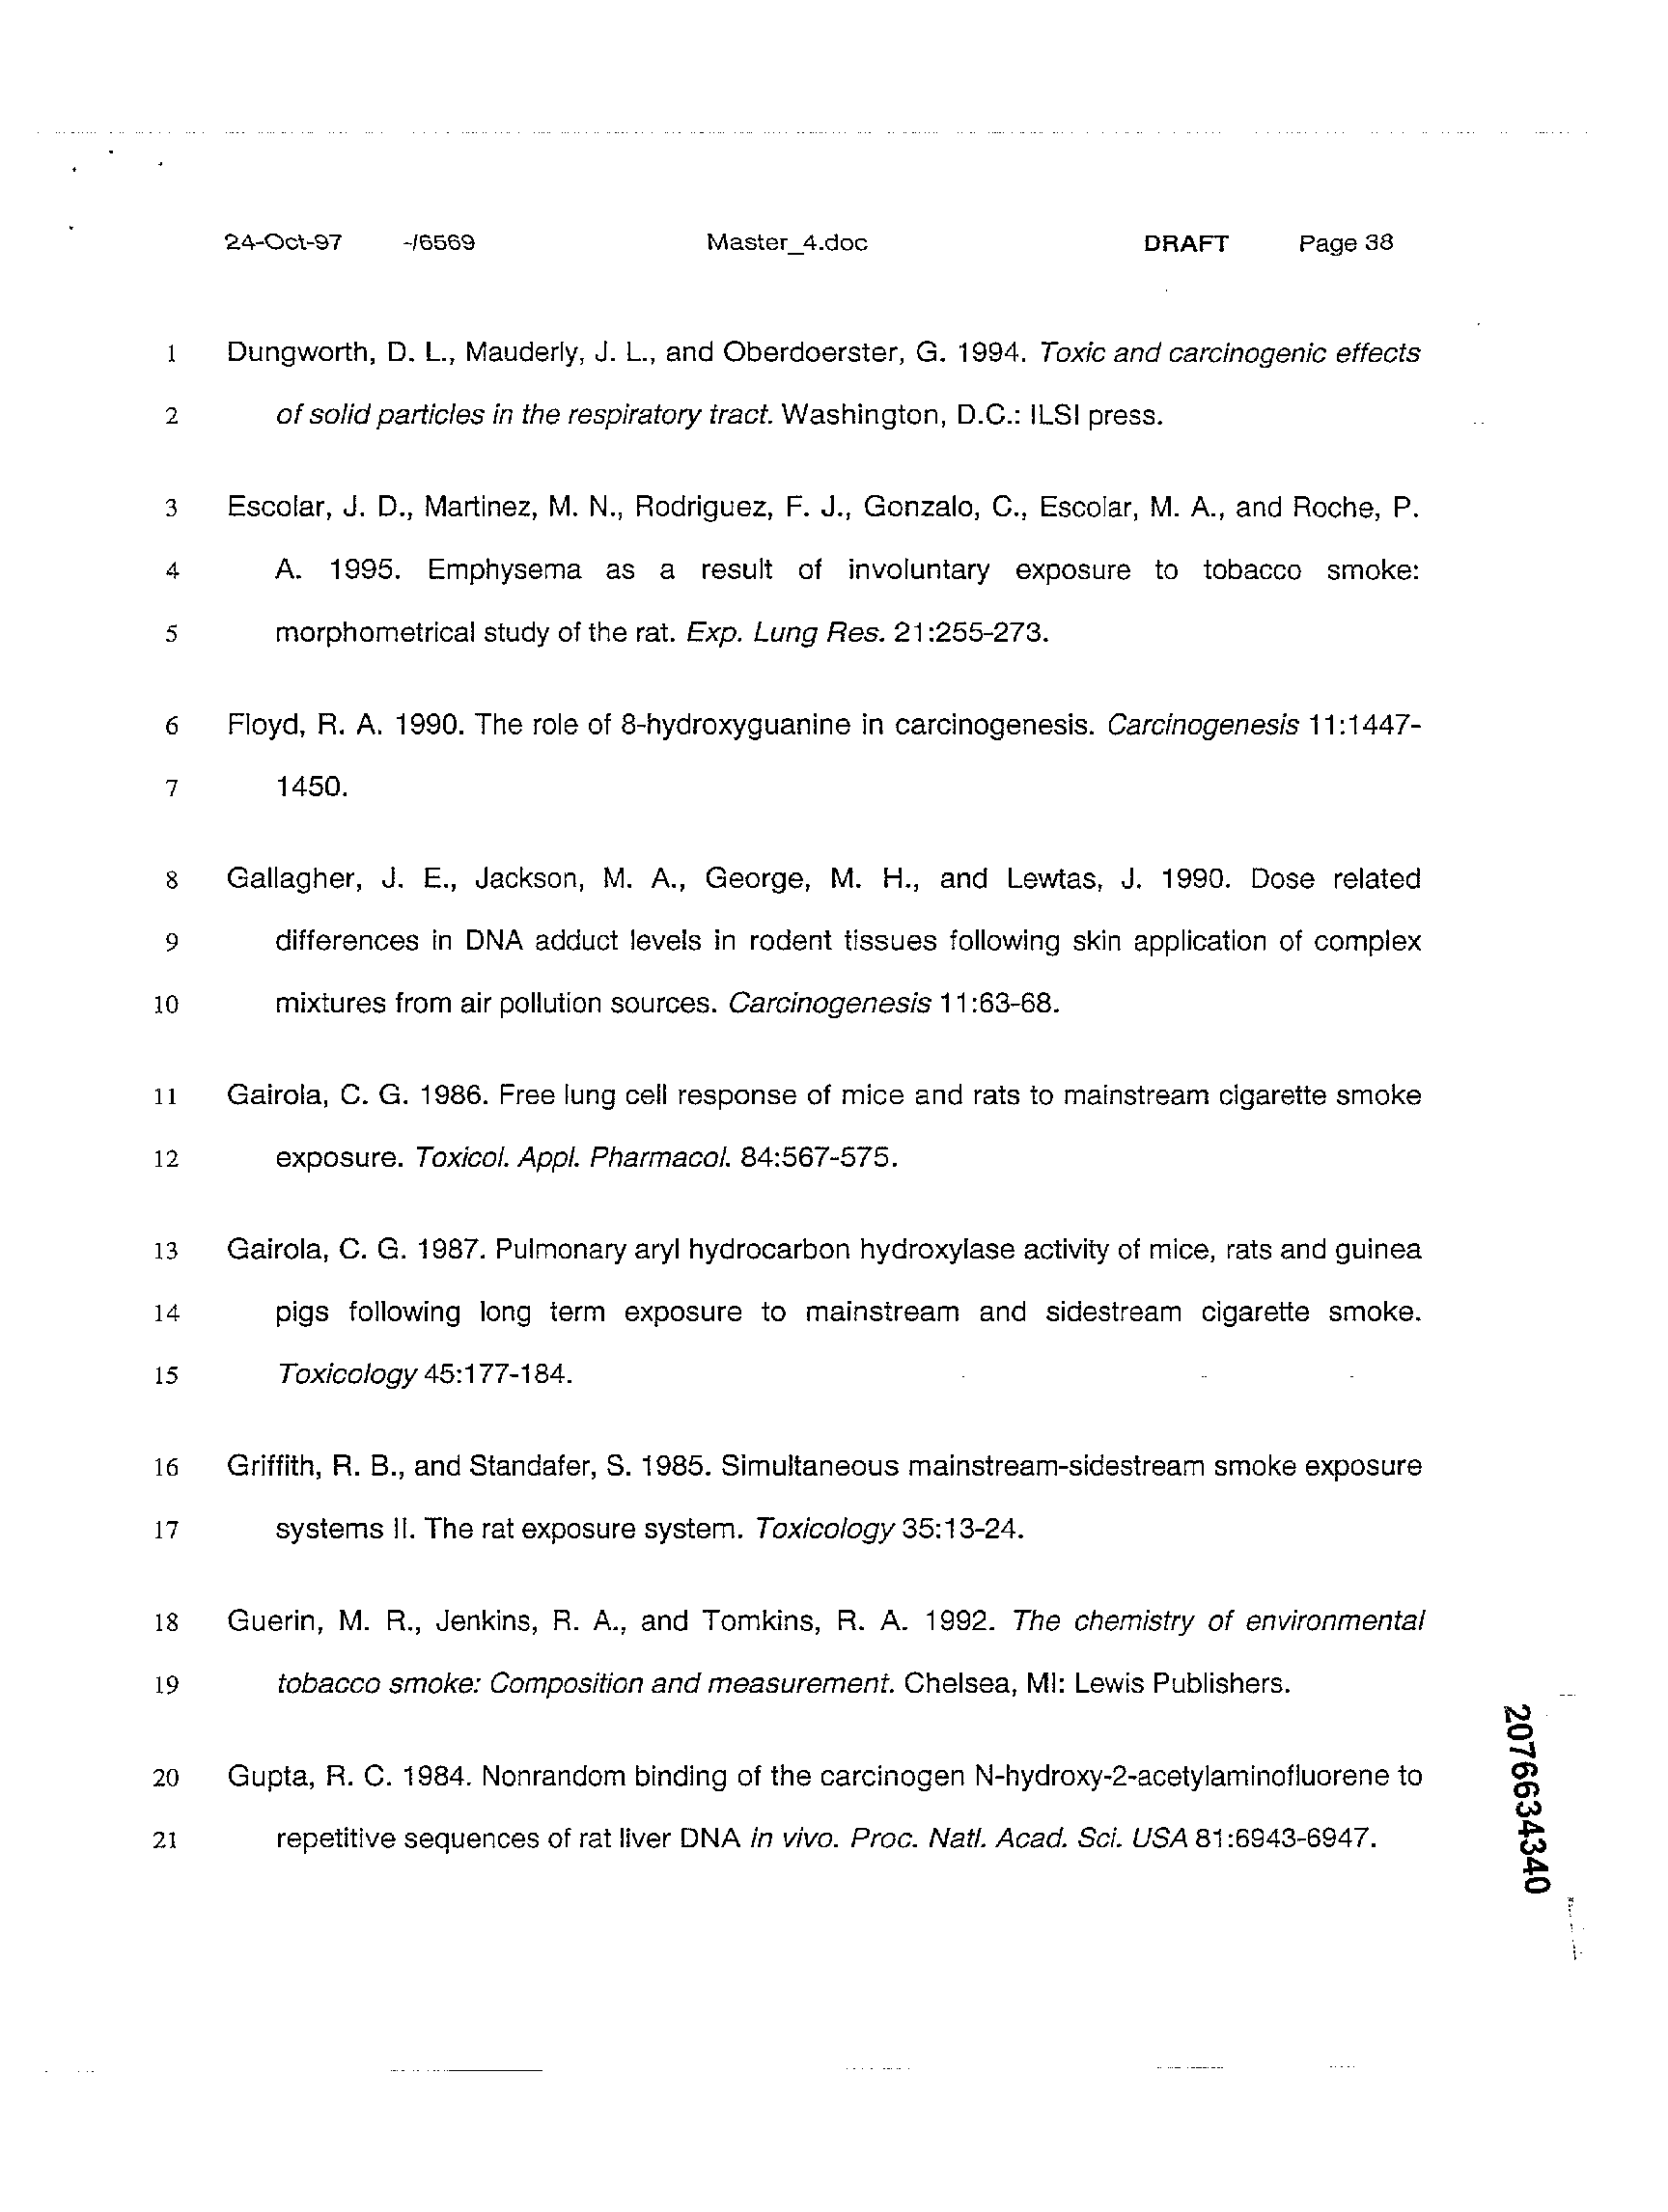 24-Oct-97 -/6569 Master_4.doc DRAFT Page 38
1 Dungworth, D. L., Mauderly, J. L., and Oberdoerster, G. 1994. Toxic and carcinogenic effects
2 of solid particles in the respiratory tract. Washington, D.C.: ILSI press.
3 Escolar, J. D., Martinez, M. N., Rodriguez, F. J., Gonzalo, C., Escolar, M. A., and Roche, P.
4 A. 1995. Emphysema as a result of involuntary exposure to tobacco smoke:
5 morphometrical study of the rat. Exp. Lung Res. 21:255-273.
6 Floyd, R. A. 1990. The role of 8-hydroxyguanine in carcinogenesis. Carcinogenesis 11:1447-
7 1450.
8 Gallagher, J. E., Jackson, M. A., George, M. H., and Lewtas, J. 1990. Dose related
9 differences in DNA adduct levels in rodent tissues following skin application of complex
10 mixtures from air pollution sources. Carcinogenesis 11:63-68.
11 Gairola, C. G. 1986. Free lung cell response of mice and rats to mainstream cigarette smoke
12 exposure. Toxicol. Appl. Pharmacol. 84:567-575.
13 Gairola, C. G. 1987. Pulmonary aryl hydrocarbon hydroxylase activity of mice, rats and guinea
14 pigs following long term exposure to mainstream and sidestream cigarette smoke.
15 Toxicology 45:177-184.
16 Griffith, R. B., and Standafer, S. 1985. Simultaneous mainstream-sidestream smoke exposure
17 systems II. The rat exposure system. Toxicology 35:13-24.
18 Guerin, M. R., Jenkins, R. A., and Tomkins, R. A. 1992. The chemistry of environmental
19 tobacco smoke: Composition and measurement. Chelsea, MI: Lewis Publishers.
20 Gupta, R. C. 1984. Nonrandom binding of the carcinogen N-hydroxy-2-acetylaminofluorene to
21 repetitive sequences of rat liver DNA in vivo. Proc. Natl. Acad. Sci. USA 81:6943-6947.
2076634340